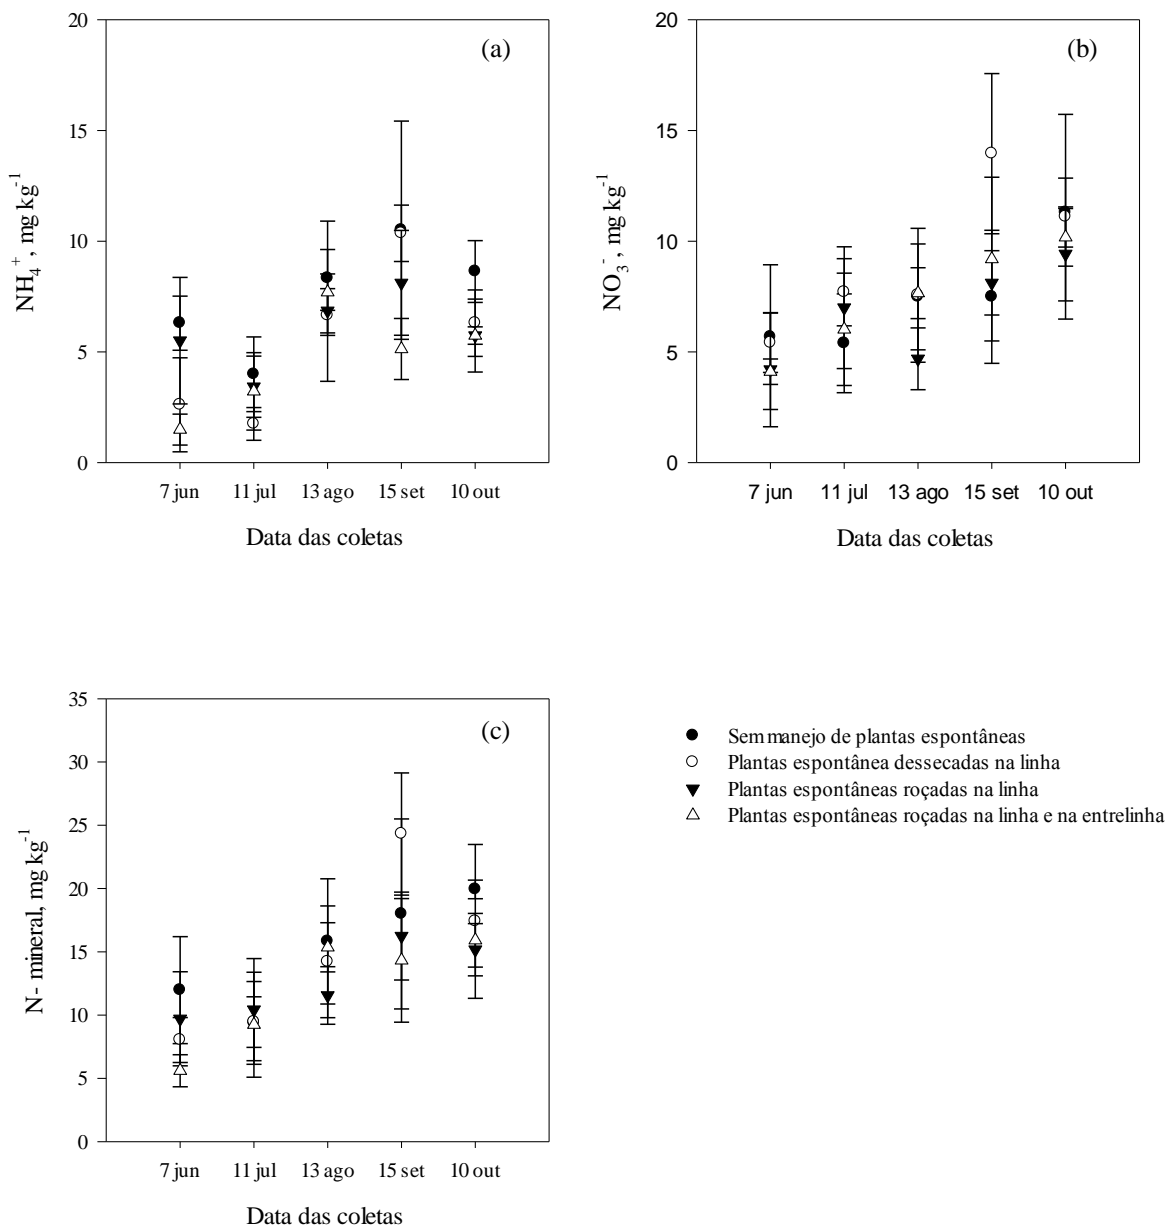 (a)
20
15
10
5
0
NH4+, mg kg-1
7 jun 11 jul 13 ago 15 set 10 out
Data das coletas
(b)
20
15
10
5
0
NO3-, mg kg-1
7 jun 11 jul 13 ago 15 set 10 out
Data das coletas
(c)
35
30
25
20
15
10
5
0
N- mineral, mg kg-1
7 jun 11 jul 13 ago 15 set 10 out
Data das coletas
Sem manejo de plantas espontâneas
Plantas espontânea dessecadas na linha
Plantas espontâneas roçadas na linha
Plantas espontâneas roçadas na linha e na entrelinha